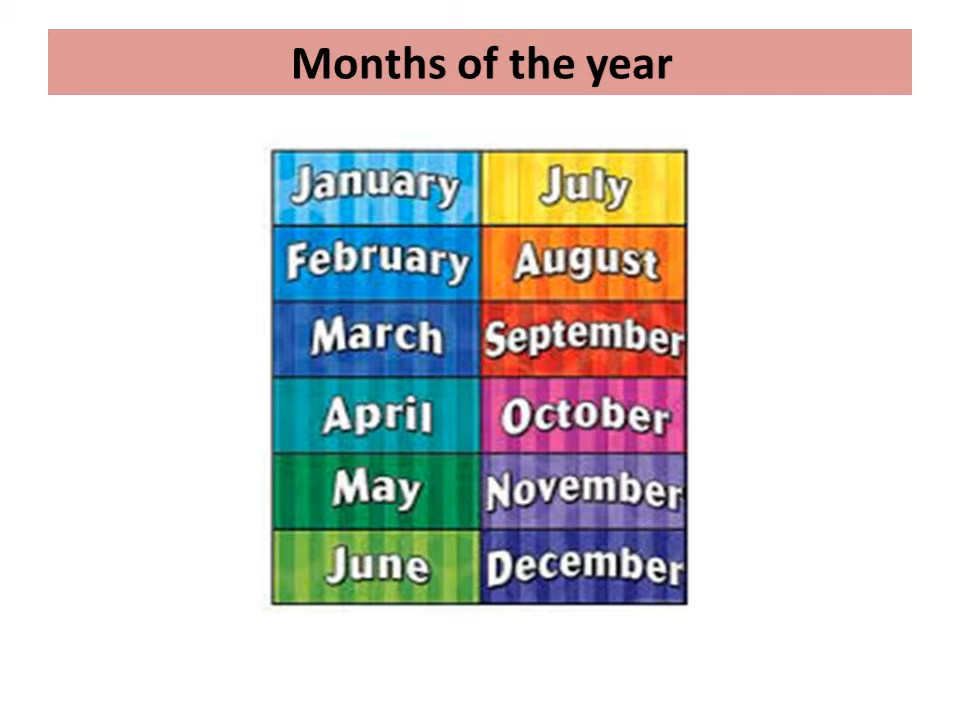 Months of the year
January
February
March
April
May
June
July
August
September
October
November
December